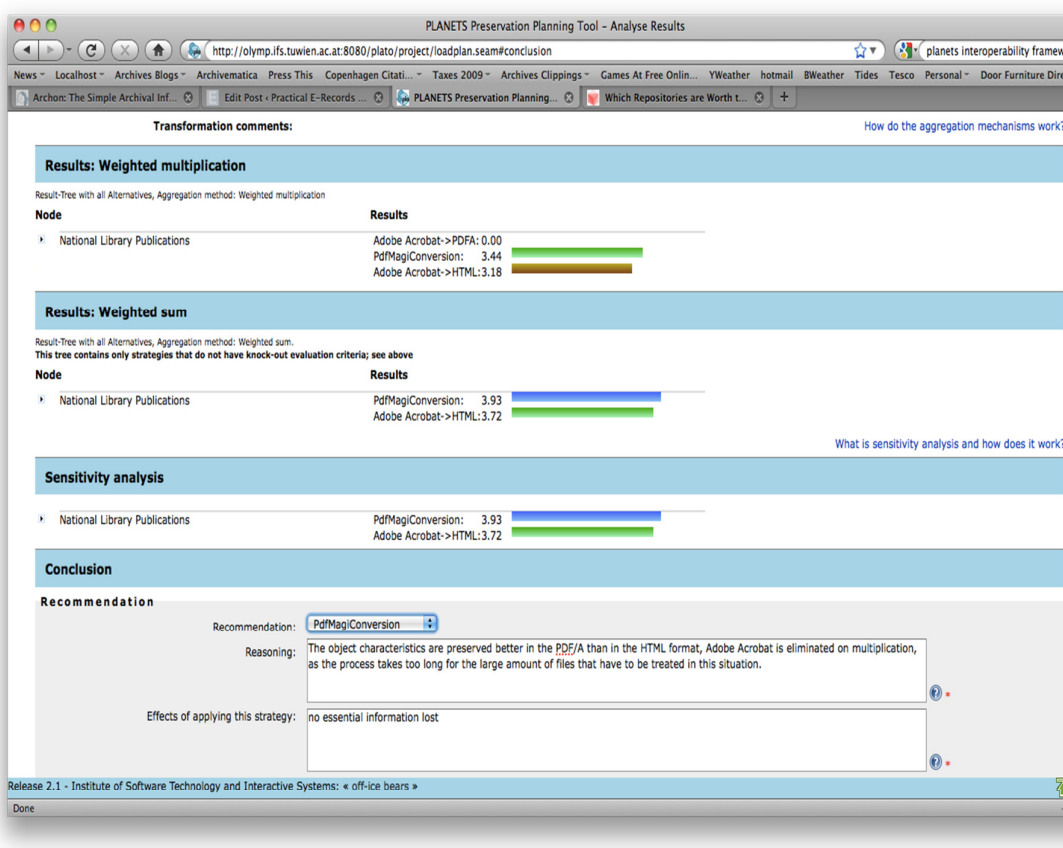 PLANETS Preservation Planning Tool – Analyse Results
http://olymp.ifs.tuwien.ac.at:8080/plato/project/loadplan.seam#conclusion
planets interoperability framew
News Localhost Archives Blogs Archivematica Press This Copenhagen Citati... Taxes 2009 Archives Clippings Games At Free Onlin... YWeather hotmail BWeather Tides Tesco Personal Door Furniture Dire
Archon: The Simple Archival Inf... Edit Post ‹ Practical E-Records ... PLANETS Preservation Planning... Which Repositories are Worth t... +
Transformation comments: How do the aggregation mechanisms work?
Results: Weighted multiplication
Result-Tree with all Alternatives, Aggregation method: Weighted multiplication
Node Results
National Library Publications Adobe Acrobat->PDFA: 0.00
PdfMagiConversion: 3.44
Adobe Acrobat->HTML:3.18
Results: Weighted sum
Result-Tree with all Alternatives, Aggregation method: Weighted sum.
This tree contains only strategies that do not have knock-out evaluation criteria; see above
Node Results
National Library Publications PdfMagiConversion: 3.93
Adobe Acrobat->HTML:3.72
What is sensitivity analysis and how does it work?
Sensitivity analysis
National Library Publications PdfMagiConversion: 3.93
Adobe Acrobat->HTML:3.72
Conclusion
Recommendation
Recommendation: PdfMagiConversion
Reasoning: The object characteristics are preserved better in the PDF/A than in the HTML format, Adobe Acrobat is eliminated on multiplication,
as the process takes too long for the large amount of files that have to be treated in this situation.
? *
Effects of applying this strategy: no essential information lost
? *
Release 2.1 - Institute of Software Technology and Interactive Systems: « off-ice bears »
Done